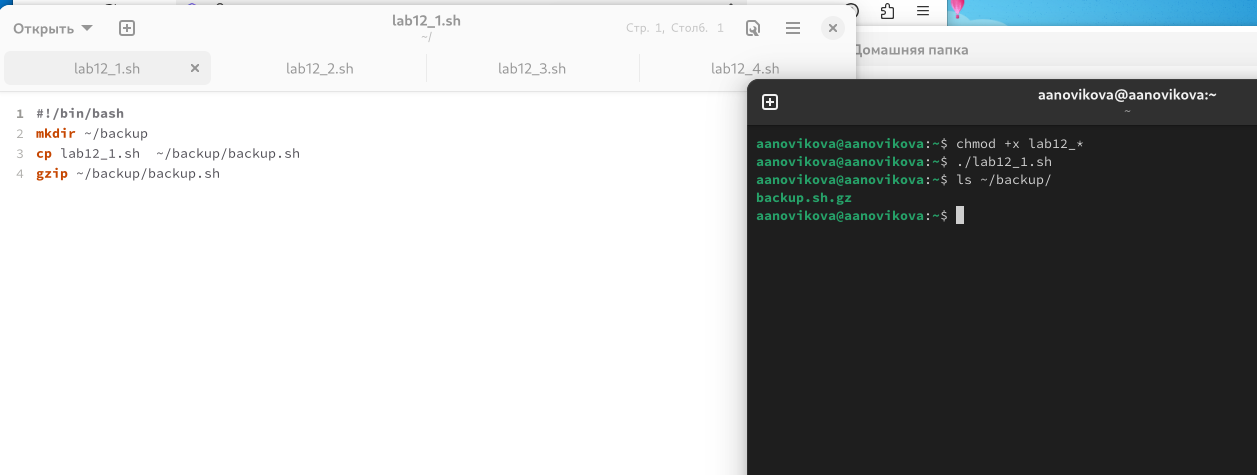 Открыть
lab12_1.sh
~/
Стр. 1, Столб. 1
lab12_1.sh
lab12_2.sh
lab12_3.sh
lab12_4.sh
1 #!/bin/bash
2 mkdir ~/backup
3 cp lab12_1.sh  ~/backup/backup.sh
4 gzip ~/backup/backup.sh
Домашняя папка
aanovikova@aanovikova:~
~
aanovikova@aanovikova:~$ chmod +x lab12_*
aanovikova@aanovikova:~$ ./lab12_1.sh
aanovikova@aanovikova:~$ ls ~/backup/
backup.sh.gz
aanovikova@aanovikova:~$